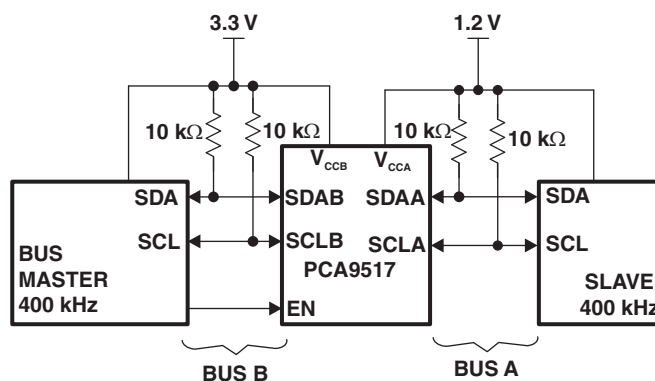 3.3 V 1.2 V
10 kΩ 10 kΩ 10 kΩ 10 kΩ
VCCB VCCA
SDA SDAB SDAA SDA
SCL SCLB SCLA SCL
BUS
MASTER
400 kHz
PCA9517
EN
SLAVE
400 kHz
BUS B BUS A